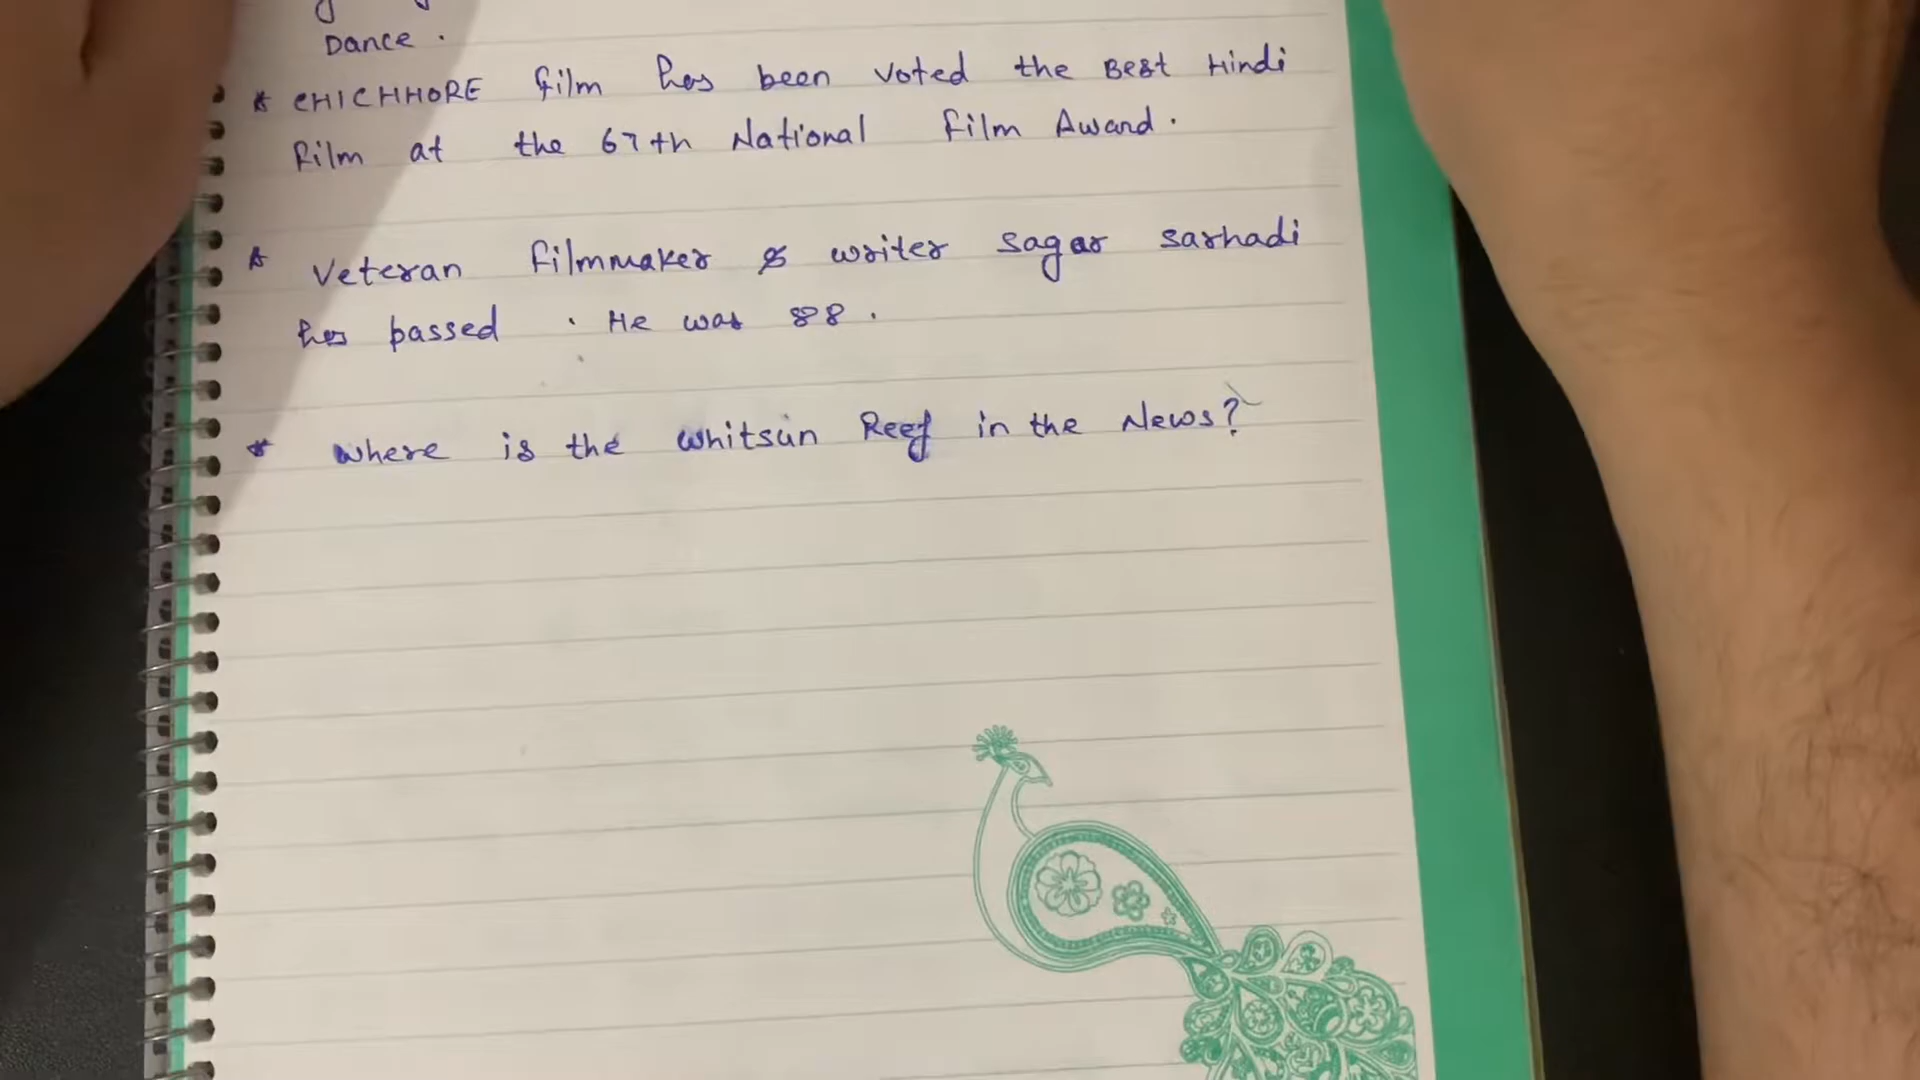 Dance.
* CHICHHORE film has been voted the Best Hindi
film at the 67th National Film Award.
* Veteran filmmaker & writer sagar sarhadi
has passed. He was 88.
* where is the whitsun Reef in the News?